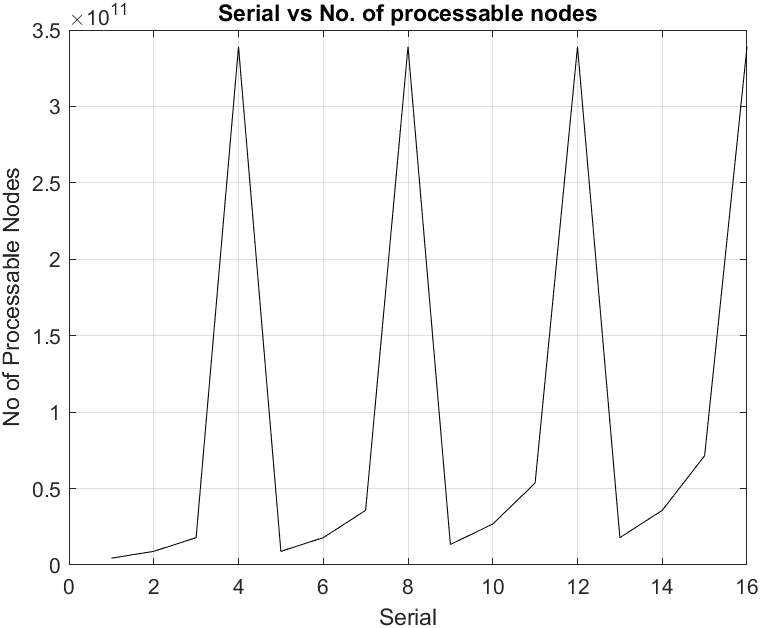 Serial vs No. of processable nodes
×10^11
3.5
3
2.5
2
1.5
1
0.5
0
No of Processable Nodes
0 2 4 6 8 10 12 14 16
Serial